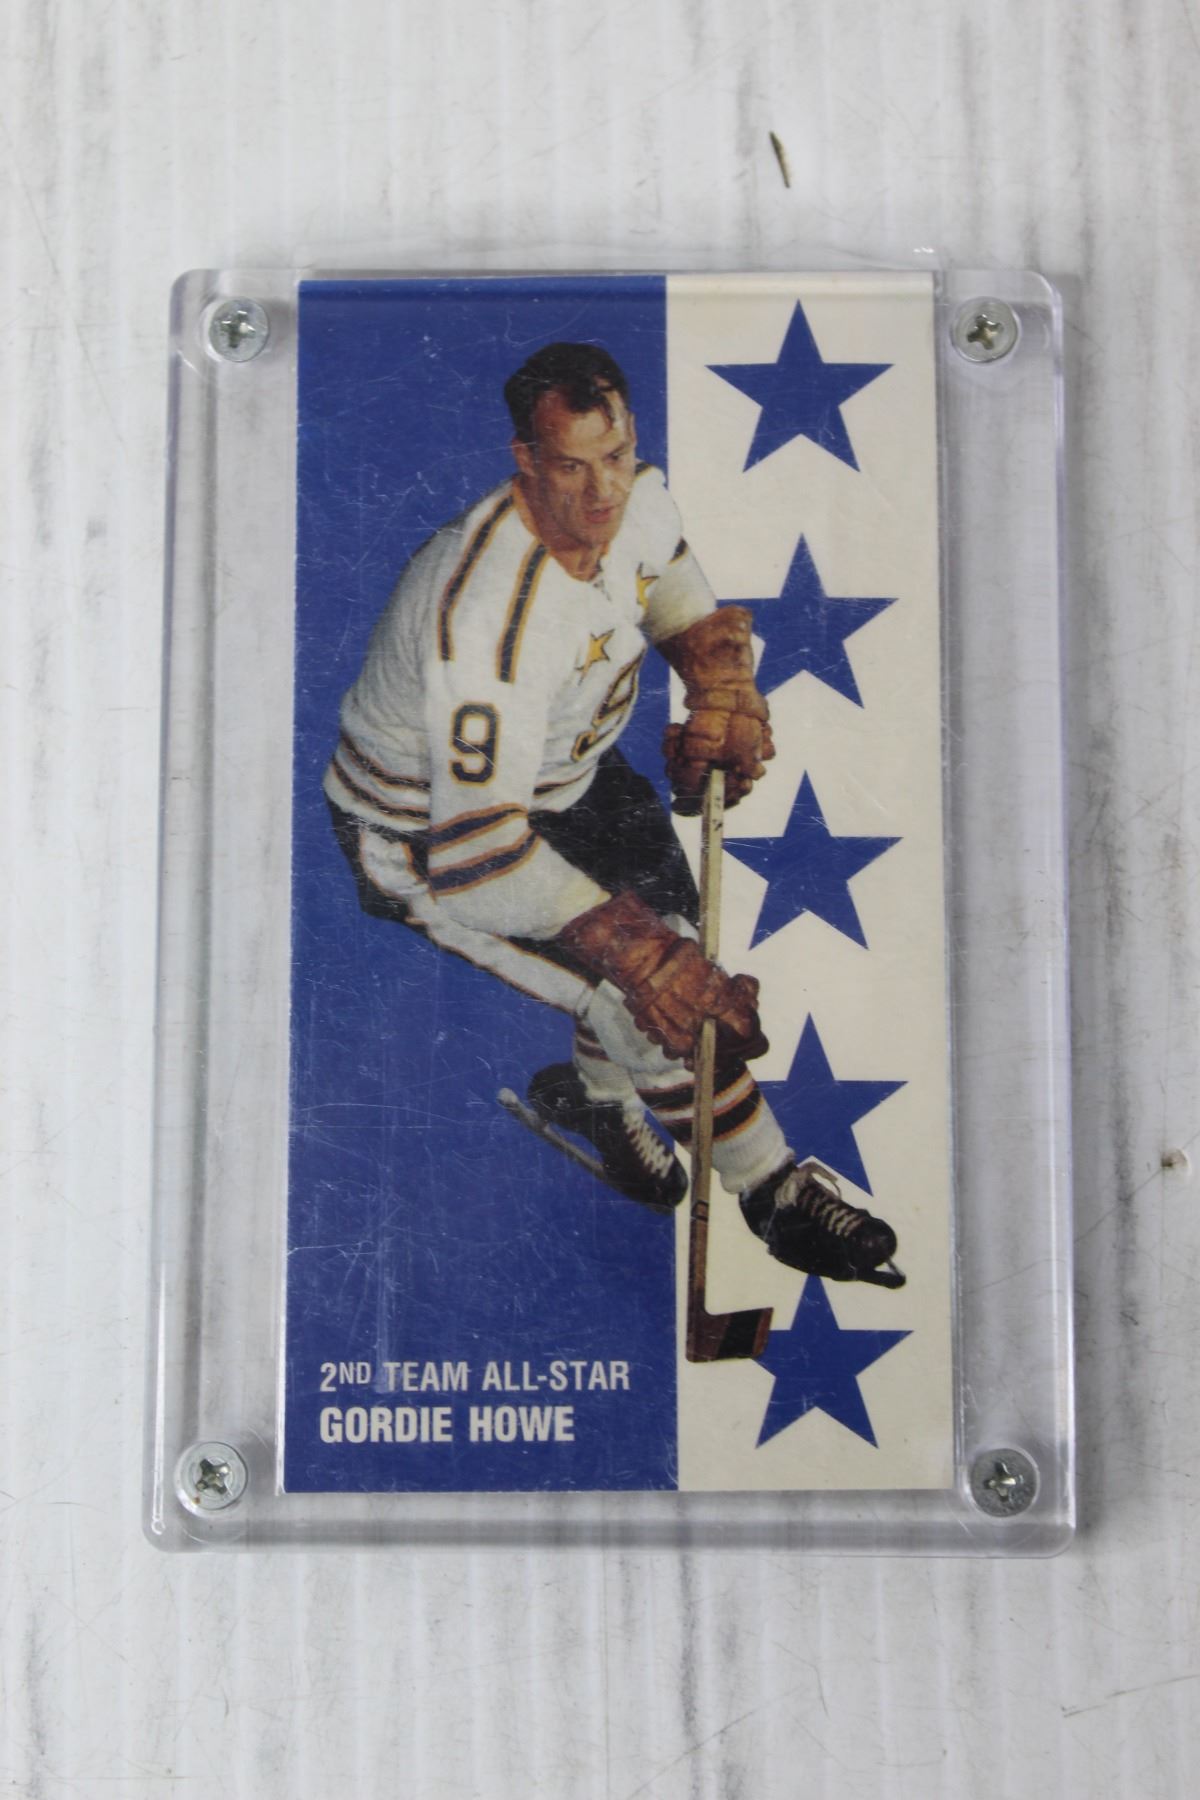 9
2ND TEAM ALL-STAR
GORDIE HOWE